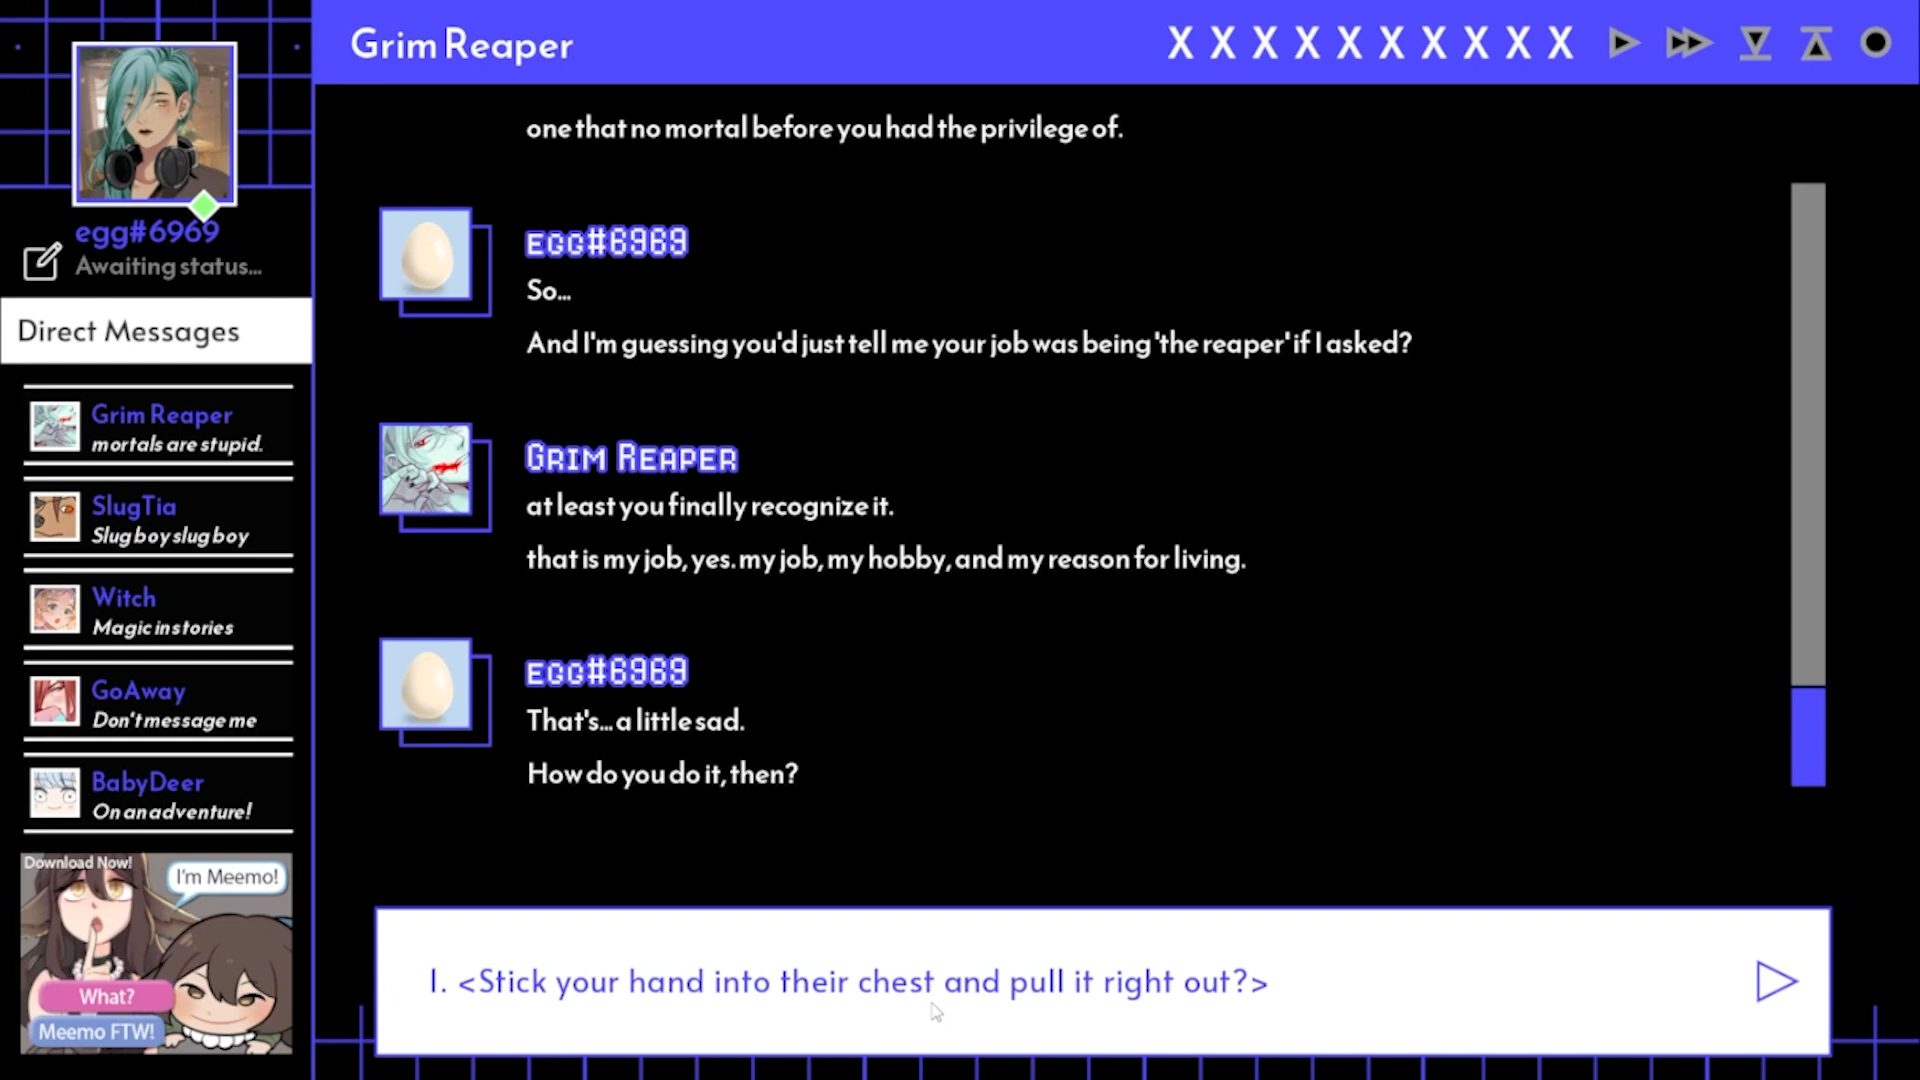 Grim Reaper
X X X X X X X X X X
one that no mortal before you had the privilege of.
egg#6969
Awaiting status...
Direct Messages
Grim Reaper
mortals are stupid.
SlugTia
Slug boy slug boy
Witch
Magic in stories
GoAway
Don't message me
BabyDeer
On an adventure!
Download Now!
I'm Meemo!
What?
Meemo FTW!
EGG#6969
So...
And I'm guessing you'd just tell me your job was being 'the reaper' if I asked?
GRIM REAPER
at least you finally recognize it.
that is my job, yes. my job, my hobby, and my reason for living.
EGG#6969
That's... a little sad.
How do you do it, then?
1. <Stick your hand into their chest and pull it right out?>